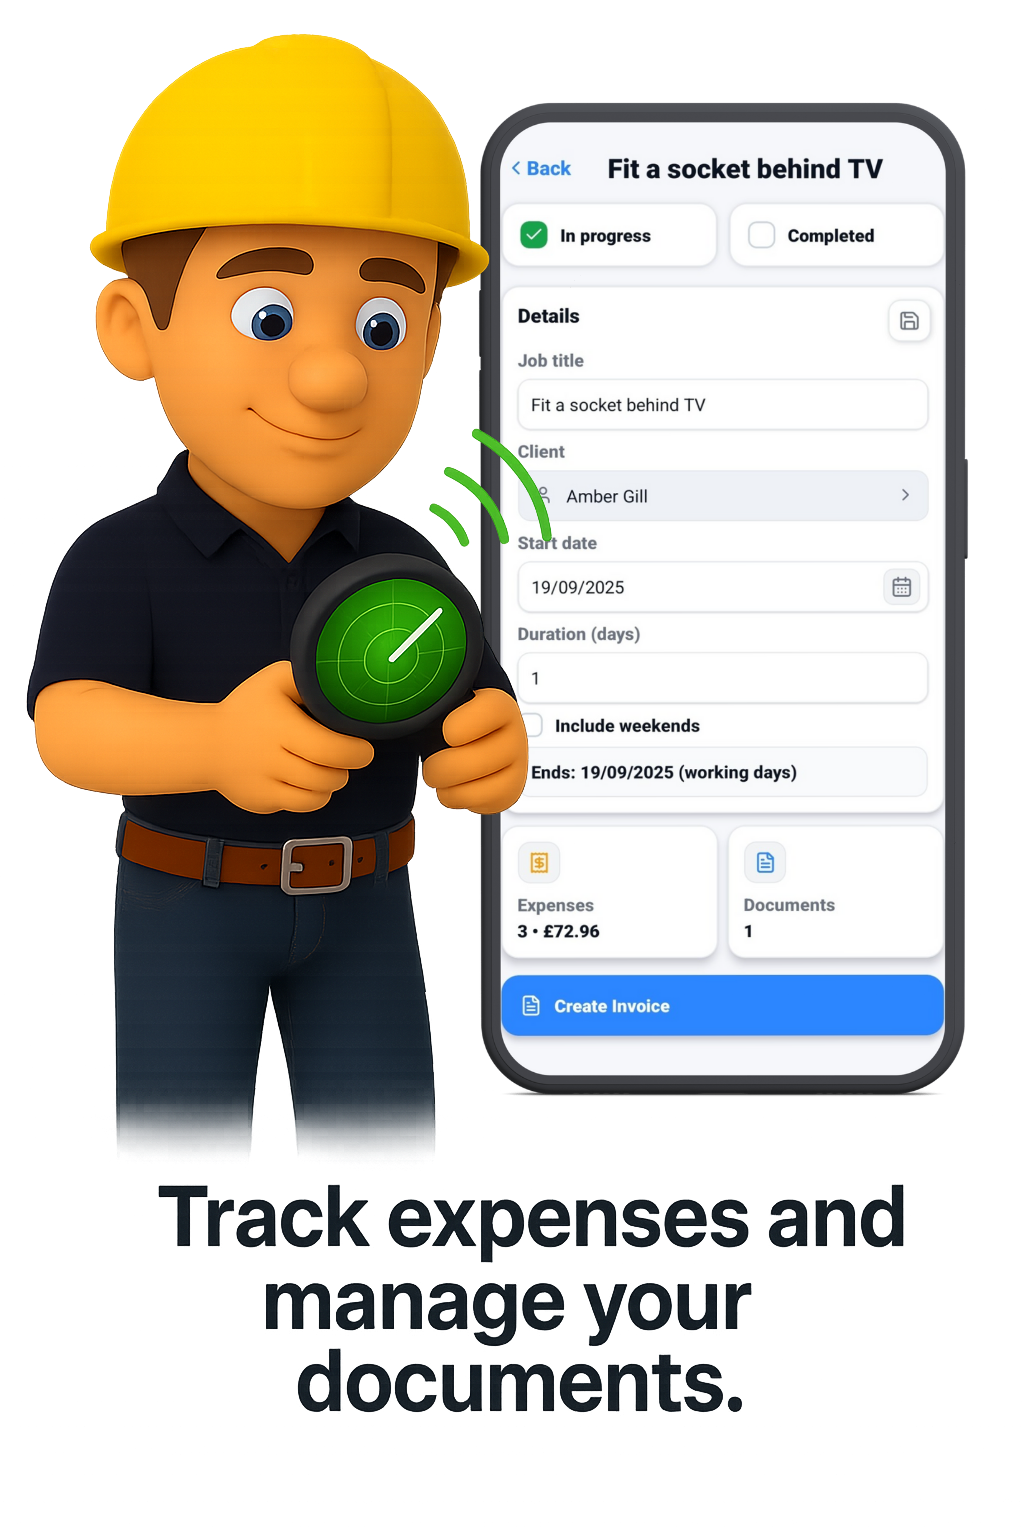 Back
Fit a socket behind TV
In progress
Completed
Details
Job title
Fit a socket behind TV
Client
Amber Gill
Start date
19/09/2025
Duration (days)
1
Include weekends
Ends: 19/09/2025 (working days)
Expenses
3 • £72.96
Documents
1
Create Invoice
Track expenses and
manage your
documents.